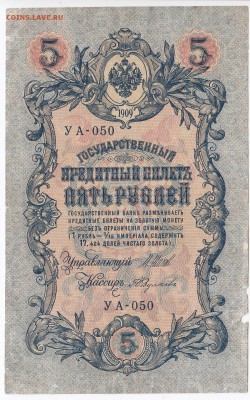 COINS.LAVE.RU
5 5
1909
УА-050
ГОСУДАРСТВЕННЫЙ
КРЕДИТНЫЙ БИЛЕТЪ
ПЯТЬ РУБЛЕЙ
ГОСУДАРСТВЕННЫЙ БАНКЪ РАЗМѢНИВАЕТЪ
КРЕДИТНЫЕ БИЛЕТЫ НА ЗОЛОТУЮ МОНЕТУ
БЕЗЪ ОГРАНИЧЕНІЯ СУММЫ
1 РУБЛЬ = 1/15 ИМПЕРІАЛА, СОДЕРЖИТЪ
17,424 ДОЛЕЙ ЧИСТАГО ЗОЛОТА
Управляющій
Кассиръ
УА-050
5